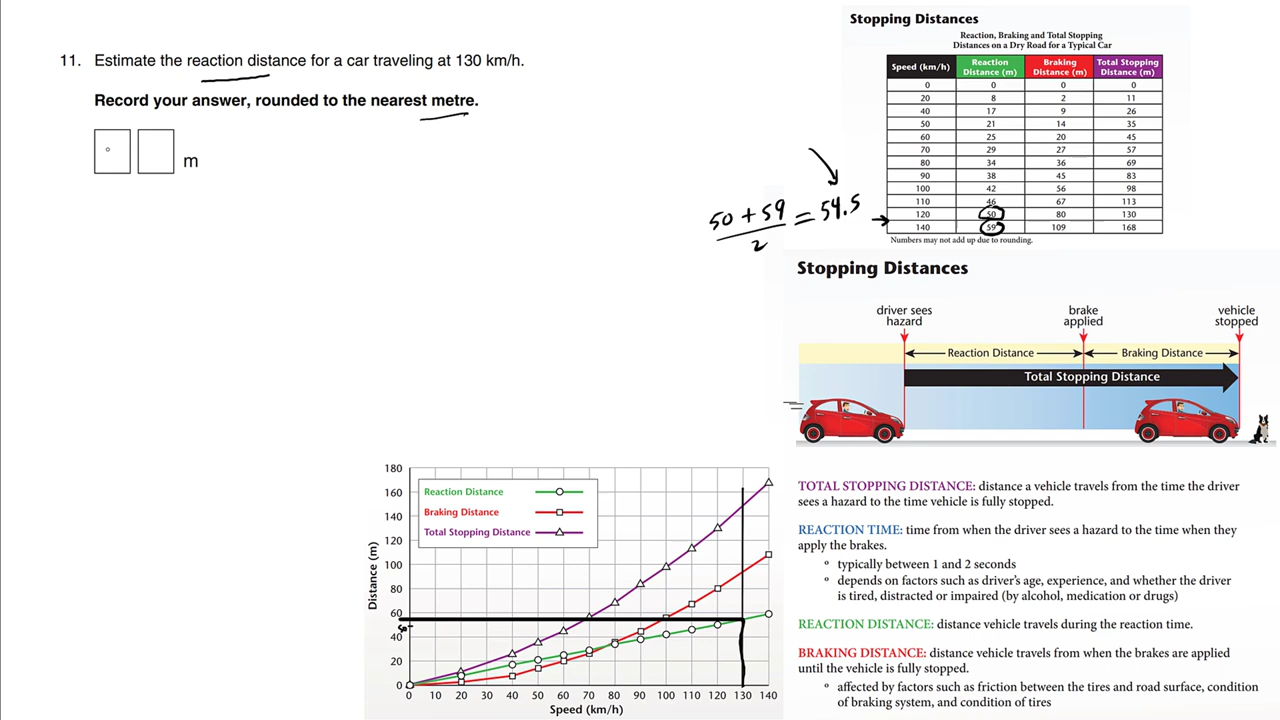 11. Estimate the reaction distance for a car traveling at 130 km/h.
Record your answer, rounded to the nearest metre.
m
50 + 59 = 54.5
2
Stopping Distances
Reaction, Braking and Total Stopping
Distances on a Dry Road for a Typical Car
Speed (km/h) Reaction Distance (m) Braking Distance (m) Total Stopping Distance (m)
0 0 0 0
20 8 2 11
40 17 9 26
50 21 14 35
60 25 20 45
70 29 27 57
80 34 36 69
90 38 45 83
100 42 56 98
110 46 67 113
120 50 80 130
140 59 109 168
Numbers may not add up due to rounding.
Stopping Distances
driver sees hazard
brake applied
vehicle stopped
Reaction Distance
Braking Distance
Total Stopping Distance
180
160
140
120
100
80
60
40
20
0
Distance (m)
Reaction Distance
Braking Distance
Total Stopping Distance
0 10 20 30 40 50 60 70 80 90 100 110 120 130 140
Speed (km/h)
TOTAL STOPPING DISTANCE: distance a vehicle travels from the time the driver
sees a hazard to the time vehicle is fully stopped.
REACTION TIME: time from when the driver sees a hazard to the time when they
apply the brakes.
° typically between 1 and 2 seconds
° depends on factors such as driver's age, experience, and whether the driver
is tired, distracted or impaired (by alcohol, medication or drugs)
REACTION DISTANCE: distance vehicle travels during the reaction time.
BRAKING DISTANCE: distance vehicle travels from when the brakes are applied
until the vehicle is fully stopped.
° affected by factors such as friction between the tires and road surface, condition
of braking system, and condition of tires